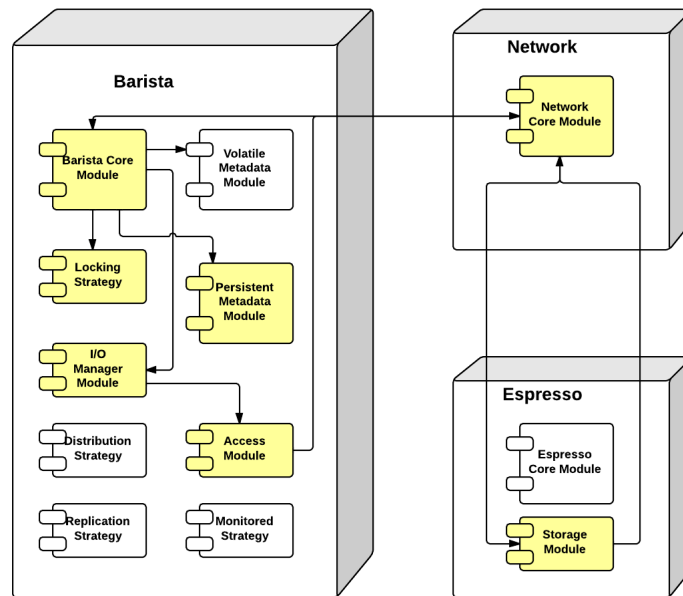 Network
Barista
Network
Core Module
Barista Core
Module
Volatile
Metadata
Module
Locking
Strategy
Persistent
Metadata
Module
I/O
Manager
Module
Espresso
Distribution
Strategy
Access
Module
Espresso
Core Module
Replication
Strategy
Monitored
Strategy
Storage
Module